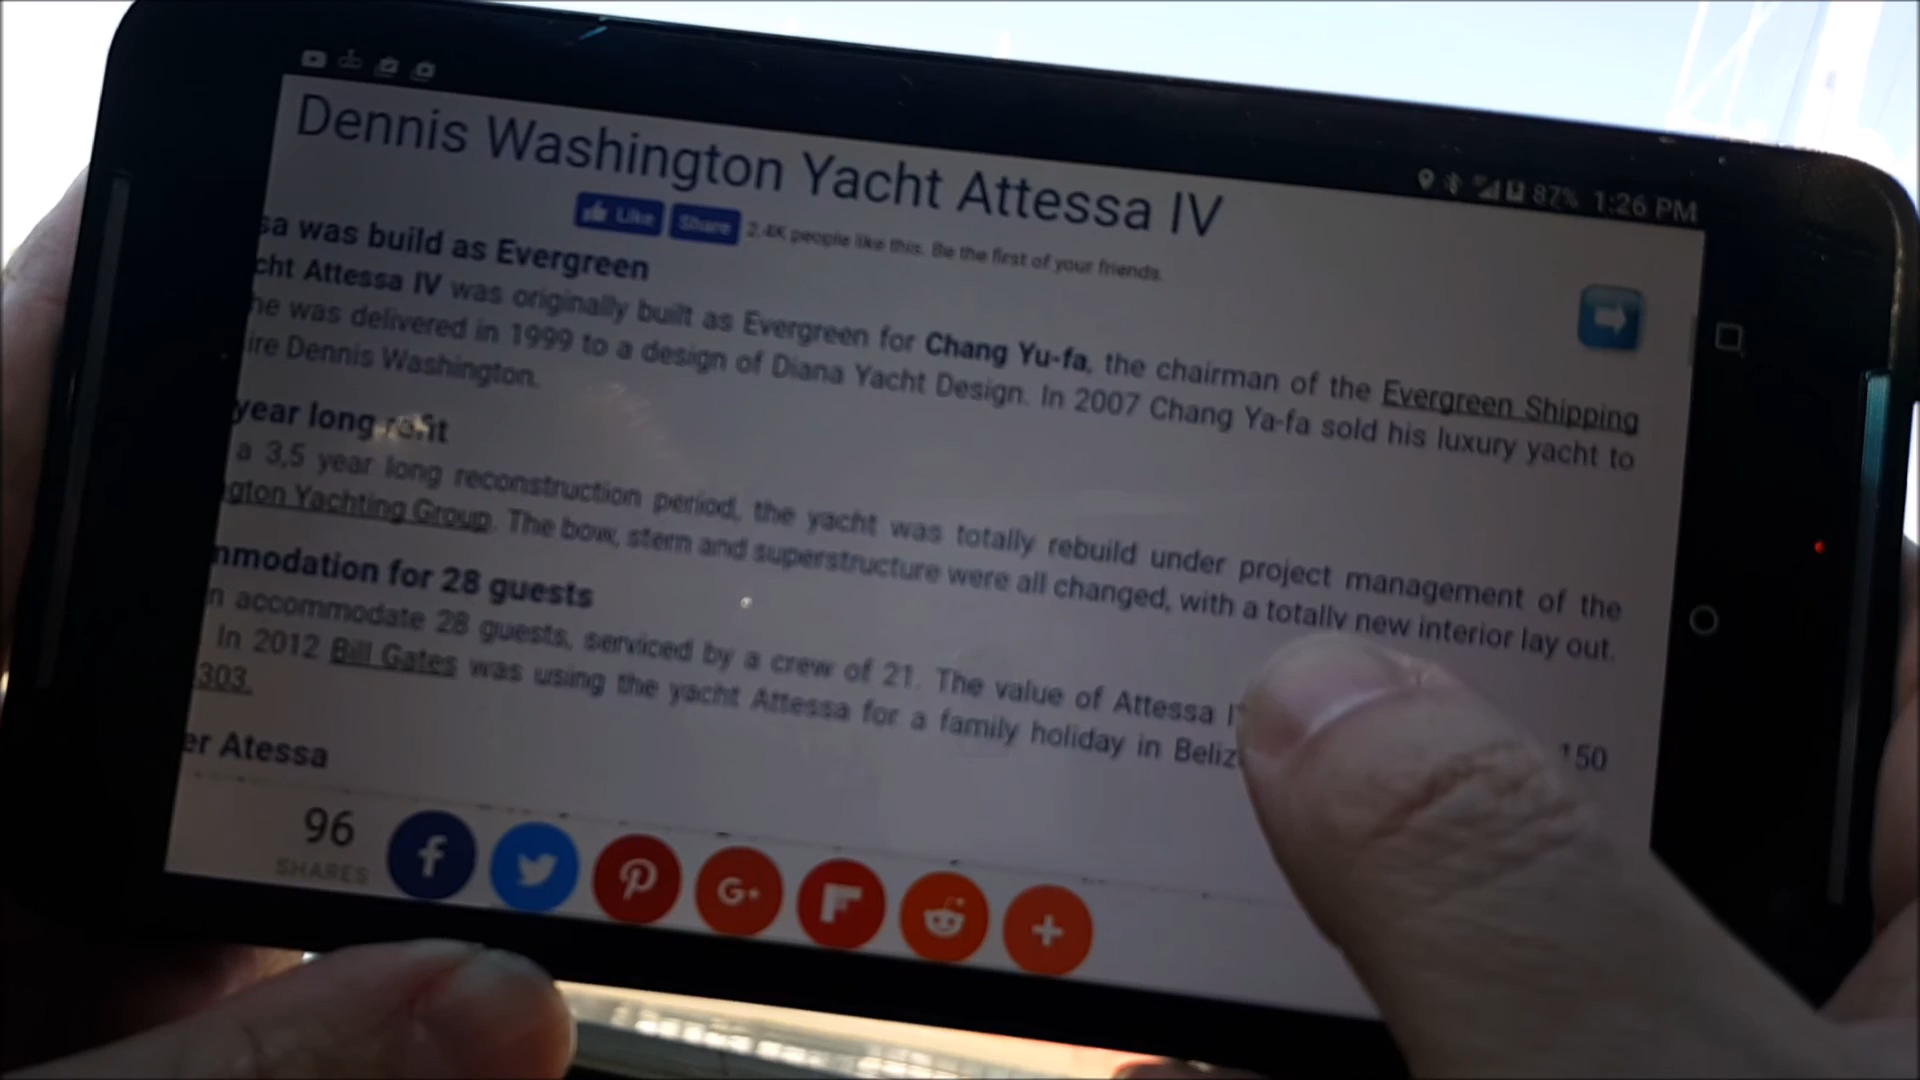 87% 1:26 PM
Dennis Washington Yacht Attessa IV
Like Share 2.4K people like this. Be the first of your friends.
sa was build as Evergreen
cht Attessa IV was originally built as Evergreen for Chang Yu-fa, the chairman of the Evergreen Shipping
he was delivered in 1999 to a design of Diana Yacht Design. In 2007 Chang Ya-fa sold his luxury yacht to
ire Dennis Washington.
year long refit
a 3,5 year long reconstruction period, the yacht was totally rebuild under project management of the
gton Yachting Group. The bow, stern and superstructure were all changed, with a totally new interior lay out.
mmodation for 28 guests
n accommodate 28 guests, serviced by a crew of 21. The value of Attessa I 150
In 2012 Bill Gates was using the yacht Attessa for a family holiday in Beliz
303.
er Atessa
96
SHARES